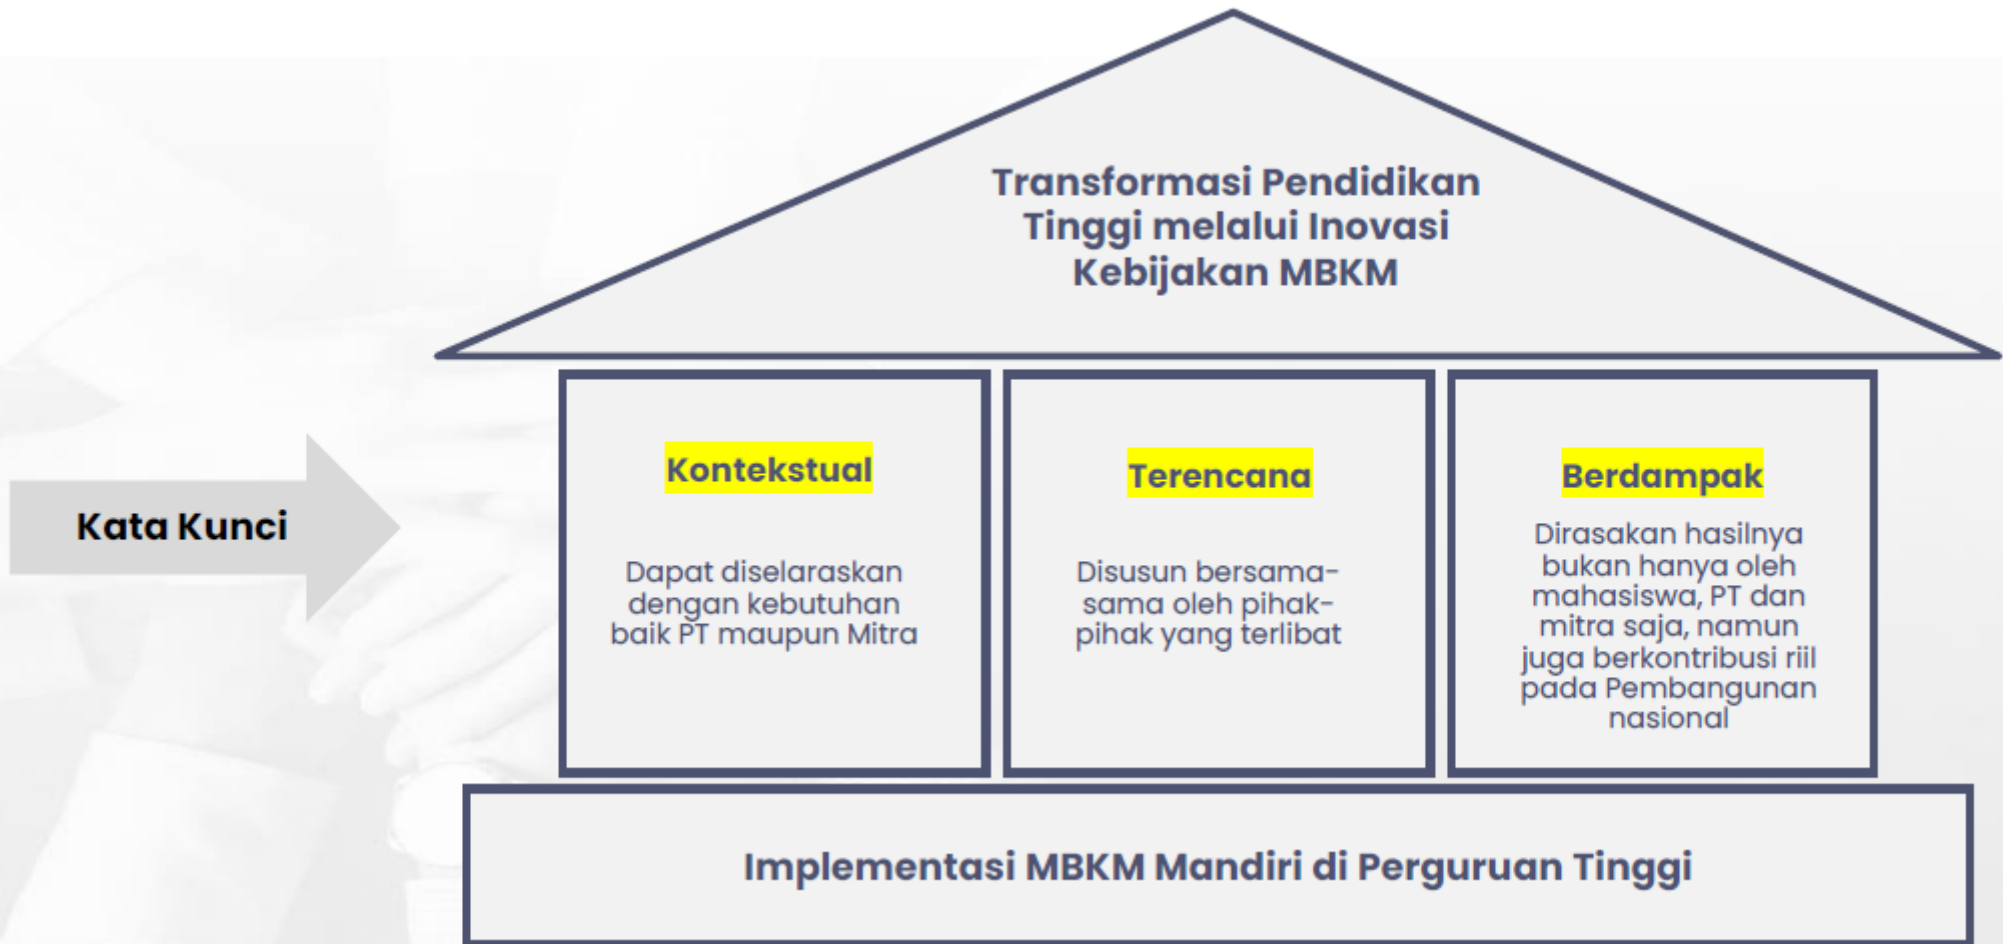 Transformasi Pendidikan
Tinggi melalui Inovasi
Kebijakan MBKM
Kata Kunci
Kontekstual
Dapat diselaraskan
dengan kebutuhan
baik PT maupun Mitra
Terencana
Disusun bersama-
sama oleh pihak-
pihak yang terlibat
Berdampak
Dirasakan hasilnya
bukan hanya oleh
mahasiswa, PT dan
mitra saja, namun
juga berkontribusi riil
pada Pembangunan
nasional
Implementasi MBKM Mandiri di Perguruan Tinggi